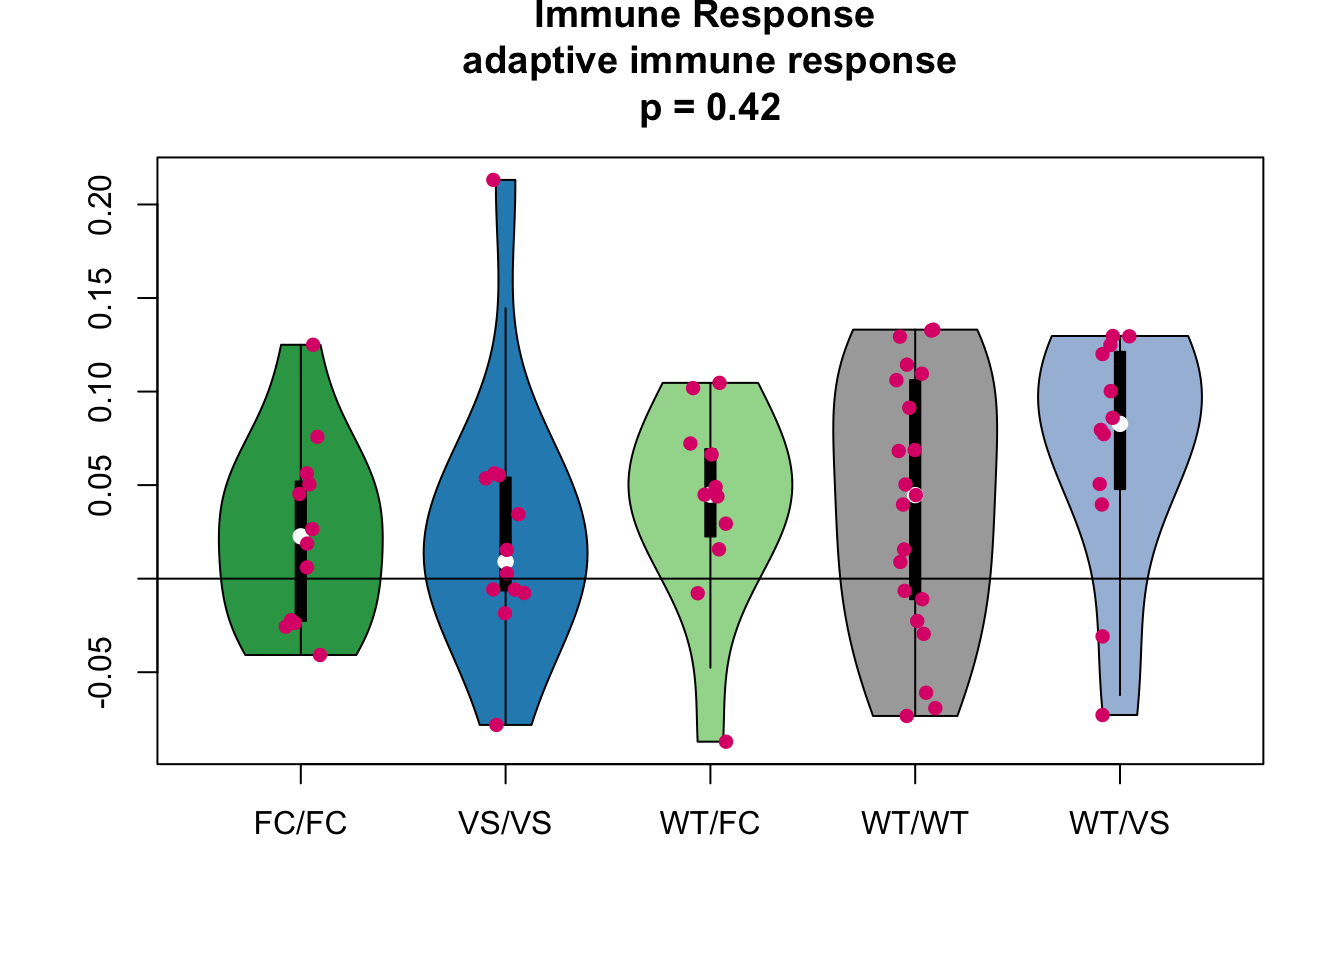 Immune Response
adaptive immune response
p = 0.42
0.20
0.15
0.10
0.05
-0.05
FC/FC VS/VS WT/FC WT/WT WT/VS